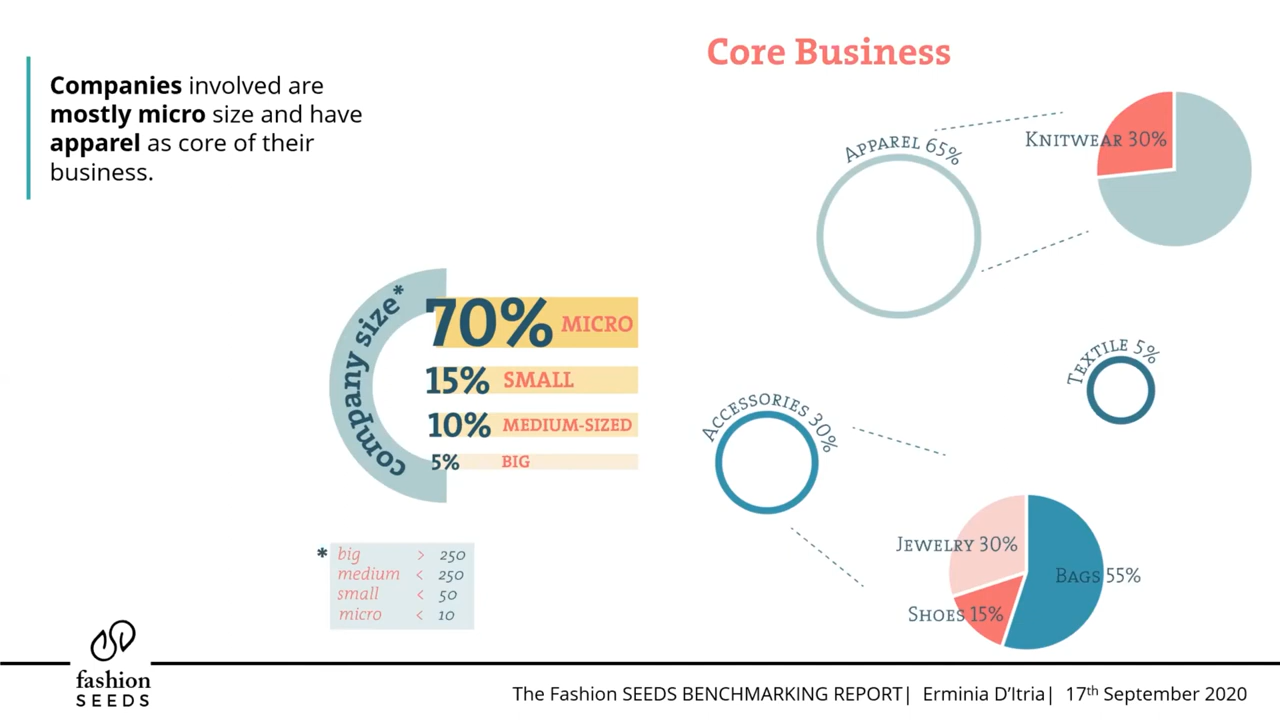 Core Business
Companies involved are
mostly micro size and have
apparel as core of their
business.
APPAREL 65%
KNITWEAR 30%
company size*
70% MICRO
15% SMALL
10% MEDIUM-SIZED
5% BIG
TEXTILE 5%
ACCESSORIES 30%
JEWELRY 30%
BAGS 55%
SHOES 15%
* big > 250
medium < 250
small < 50
micro < 10
fashion
SEEDS
The Fashion SEEDS BENCHMARKING REPORT| Erminia D’Itria| 17th September 2020